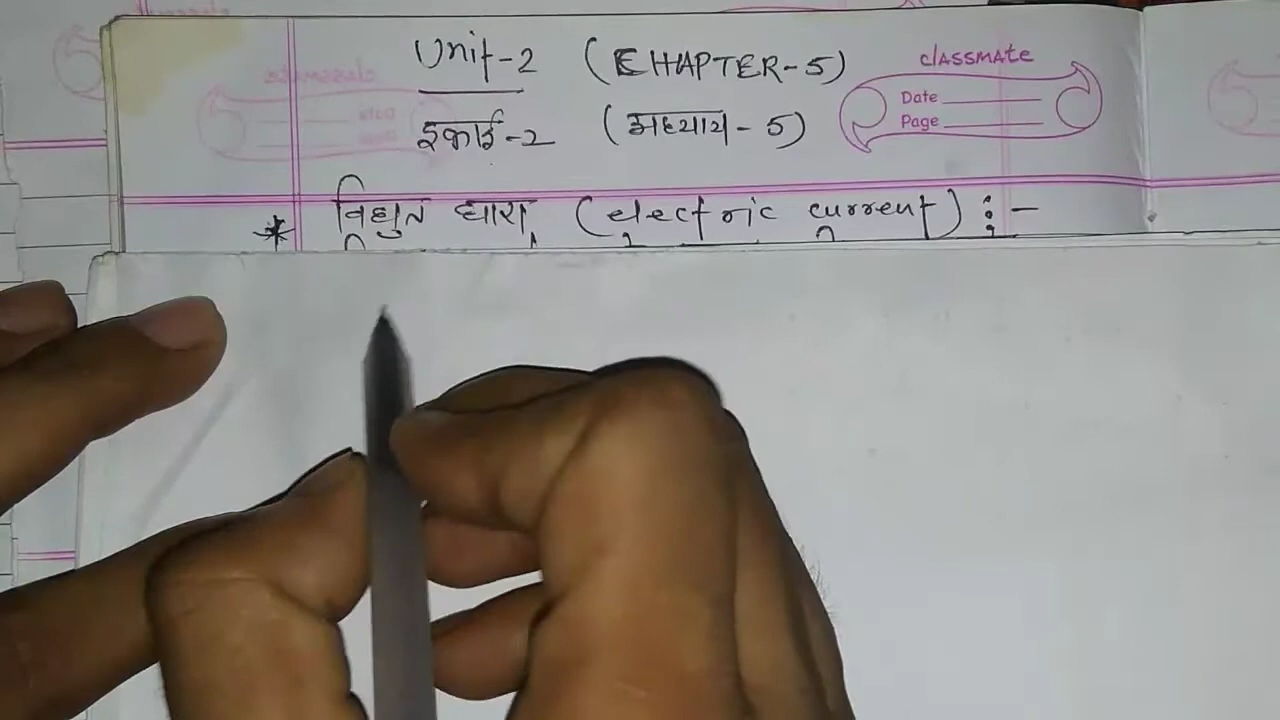 Unit-2 (CHAPTER-5)
classmate
Date
Page
इकाई-2 (अध्याय-5)
* विधुत धारा (electric current) :-